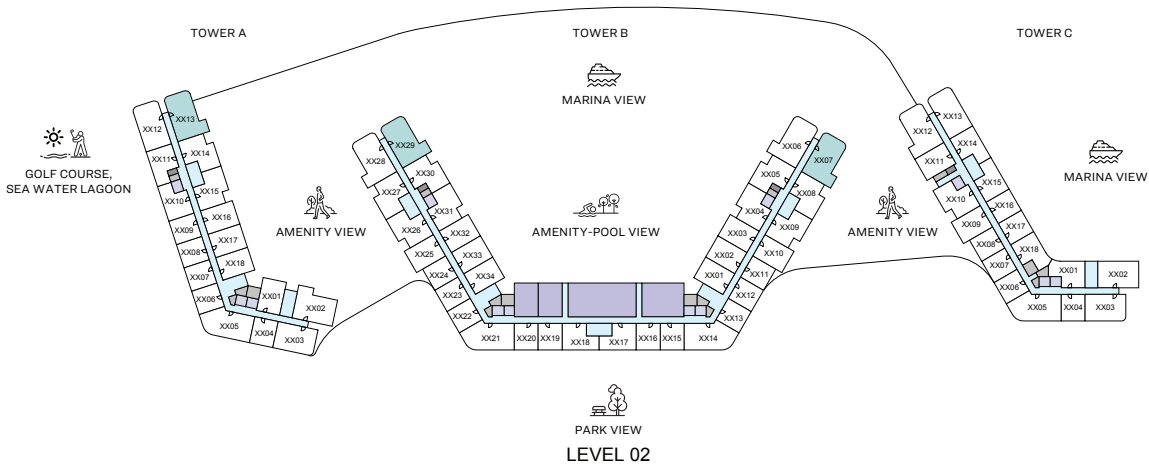 TOWER A
TOWER B
TOWER C
MARINA VIEW
GOLF COURSE,
SEA WATER LAGOON
AMENITY VIEW
AMENITY-POOL VIEW
AMENITY VIEW
MARINA VIEW
XX12
XX13
XX11
XX14
XX10
XX15
XX09
XX16
XX08
XX17
XX07
XX18
XX06
XX01
XX02
XX05
XX04
XX03
XX28
XX29
XX27
XX30
XX26
XX31
XX25
XX32
XX24
XX33
XX23
XX34
XX22
XX21
XX20
XX19
XX18
XX17
XX16
XX15
XX14
XX06
XX07
XX05
XX08
XX04
XX09
XX03
XX10
XX02
XX11
XX01
XX12
XX13
XX12
XX13
XX11
XX14
XX10
XX15
XX09
XX16
XX08
XX17
XX07
XX18
XX06
XX01
XX02
XX05
XX04
XX03
PARK VIEW
LEVEL 02